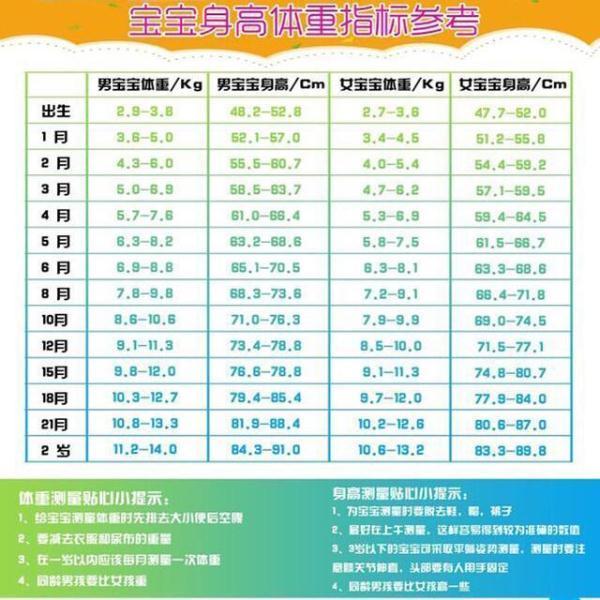 宝宝身高体重指标参考
男宝宝体重/Kg 男宝宝身高/Cm 女宝宝体重/Kg 女宝宝身高/Cm
出生 2.9-3.8 48.2-52.8 2.7-3.6 47.7-52.0
1月 3.6-5.0 52.1-57.0 3.4-4.5 51.2-55.8
2月 4.3-6.0 55.5-60.7 4.0-5.4 54.4-59.2
3月 5.0-6.9 58.5-63.7 4.7-6.2 57.1-59.5
4月 5.7-7.6 61.0-66.4 5.3-6.9 59.4-64.5
5月 6.3-8.2 63.2-68.6 5.8-7.5 61.5-66.7
6月 6.9-8.8 65.1-70.5 6.3-8.1 63.3-68.6
8月 7.8-9.8 68.3-73.6 7.2-9.1 66.4-71.8
10月 8.6-10.6 71.0-76.3 7.9-9.9 69.0-74.5
12月 9.1-11.3 73.4-78.8 8.5-10.0 71.5-77.1
15月 9.8-12.0 76.6-78.8 9.1-11.3 74.8-80.7
18月 10.3-12.7 79.4-85.4 9.7-12.0 77.9-84.0
21月 10.8-13.3 81.9-88.4 10.2-12.6 80.6-87.0
2岁 11.2-14.0 84.3-91.0 10.6-13.2 83.3-89.8
体重测量贴心小提示：
1、给宝宝测量体重时先排去大小便后空腹
2、要减去衣服和尿布的重量
3、在一岁以内应该每月测量一次体重
4、同龄男孩要比女孩重
身高测量贴心小提示：
1、为宝宝测量时要脱去鞋，帽，袜子
2、最好在上午测量，这样容易得到较为准确的数值
3、3岁以下的宝宝可采取平躺姿势测量，测量时要注
意膝关节伸直，头部要有人用手固定
4、同龄男孩要比女孩高一些